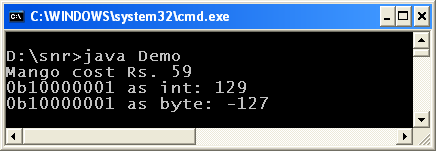 C:\WINDOWS\system32\cmd.exe
D:\snr>java Demo
Mango cost Rs. 59
0b10000001 as int: 129
0b10000001 as byte: -127